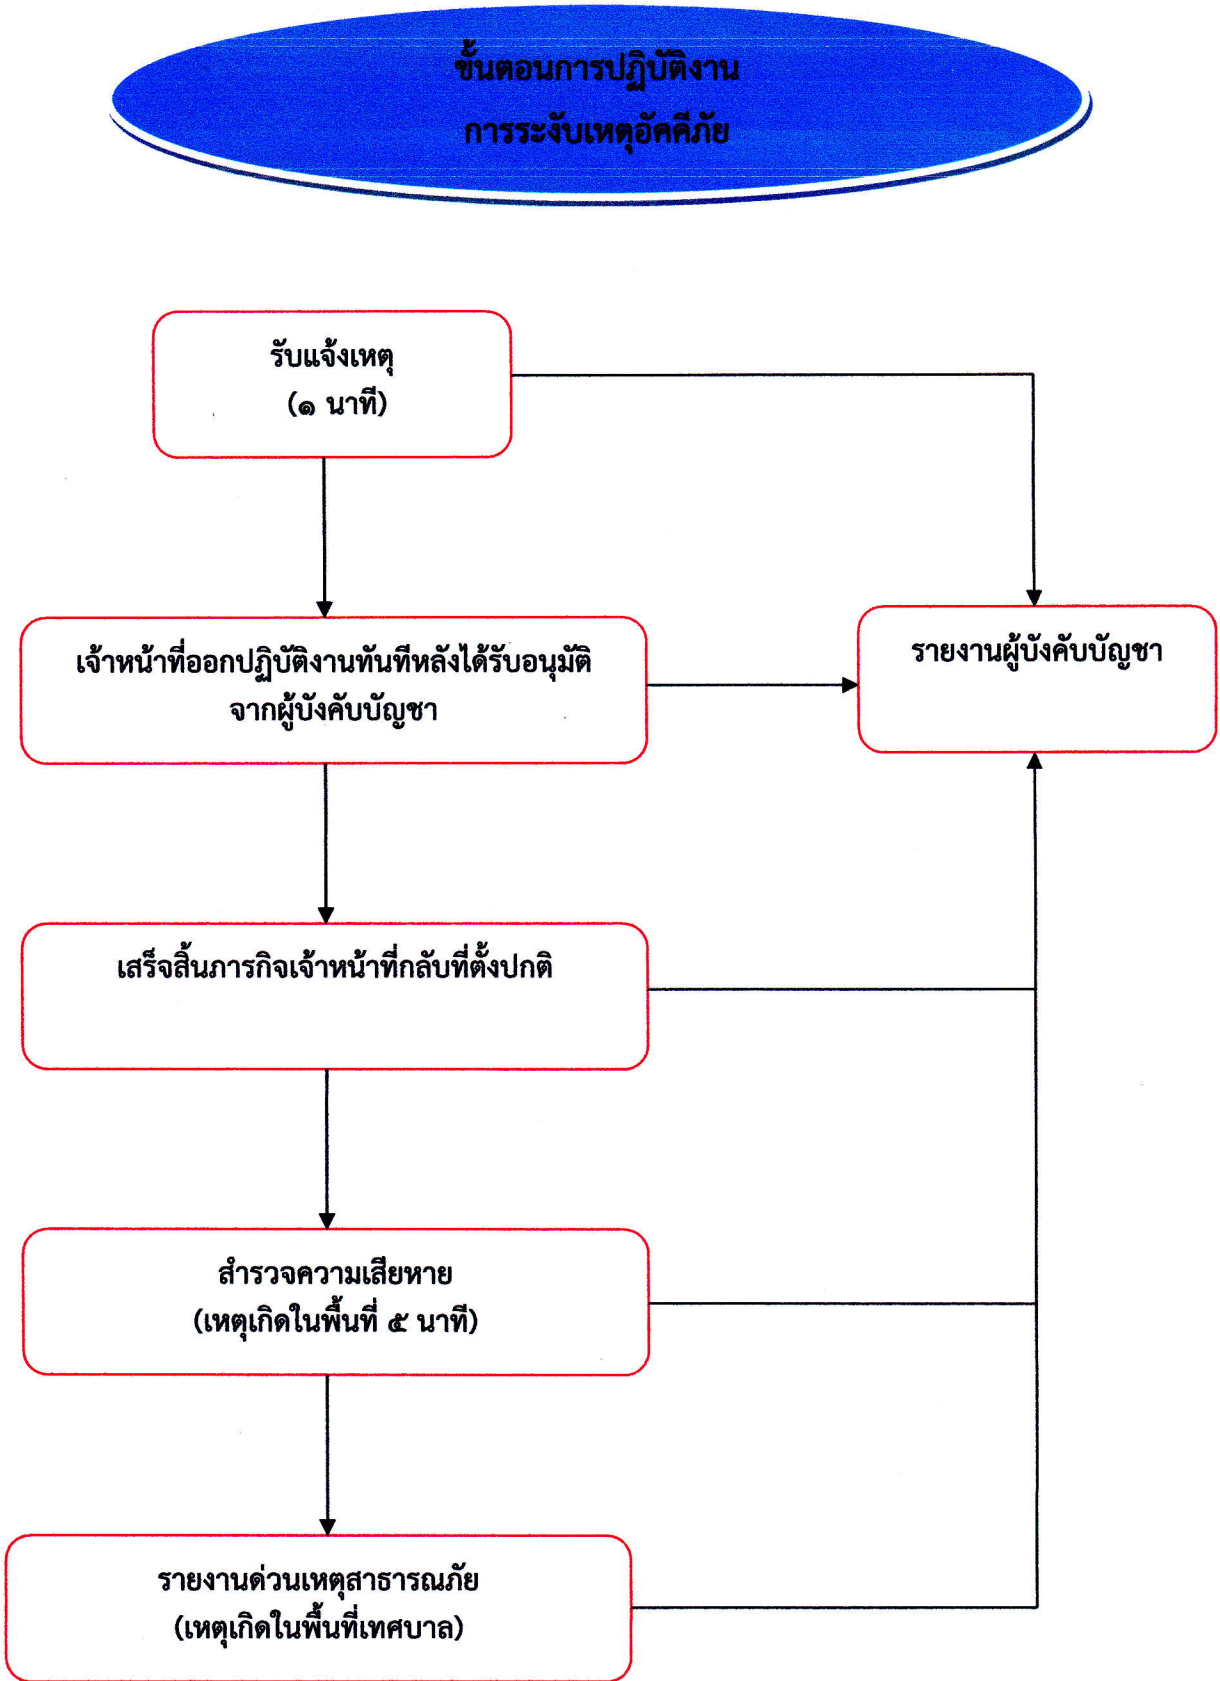 ขั้นตอนการปฏิบัติงาน
การระงับเหตุอัคคีภัย
รับแจ้งเหตุ
(๑ นาที)
เจ้าหน้าที่ออกปฏิบัติงานทันทีหลังได้รับอนุมัติ
จากผู้บังคับบัญชา
รายงานผู้บังคับบัญชา
เสร็จสิ้นภารกิจเจ้าหน้าที่กลับที่ตั้งปกติ
สำรวจความเสียหาย
(เหตุเกิดในพื้นที่ ๕ นาที)
รายงานด่วนเหตุสาธารณภัย
(เหตุเกิดในพื้นที่เทศบาล)